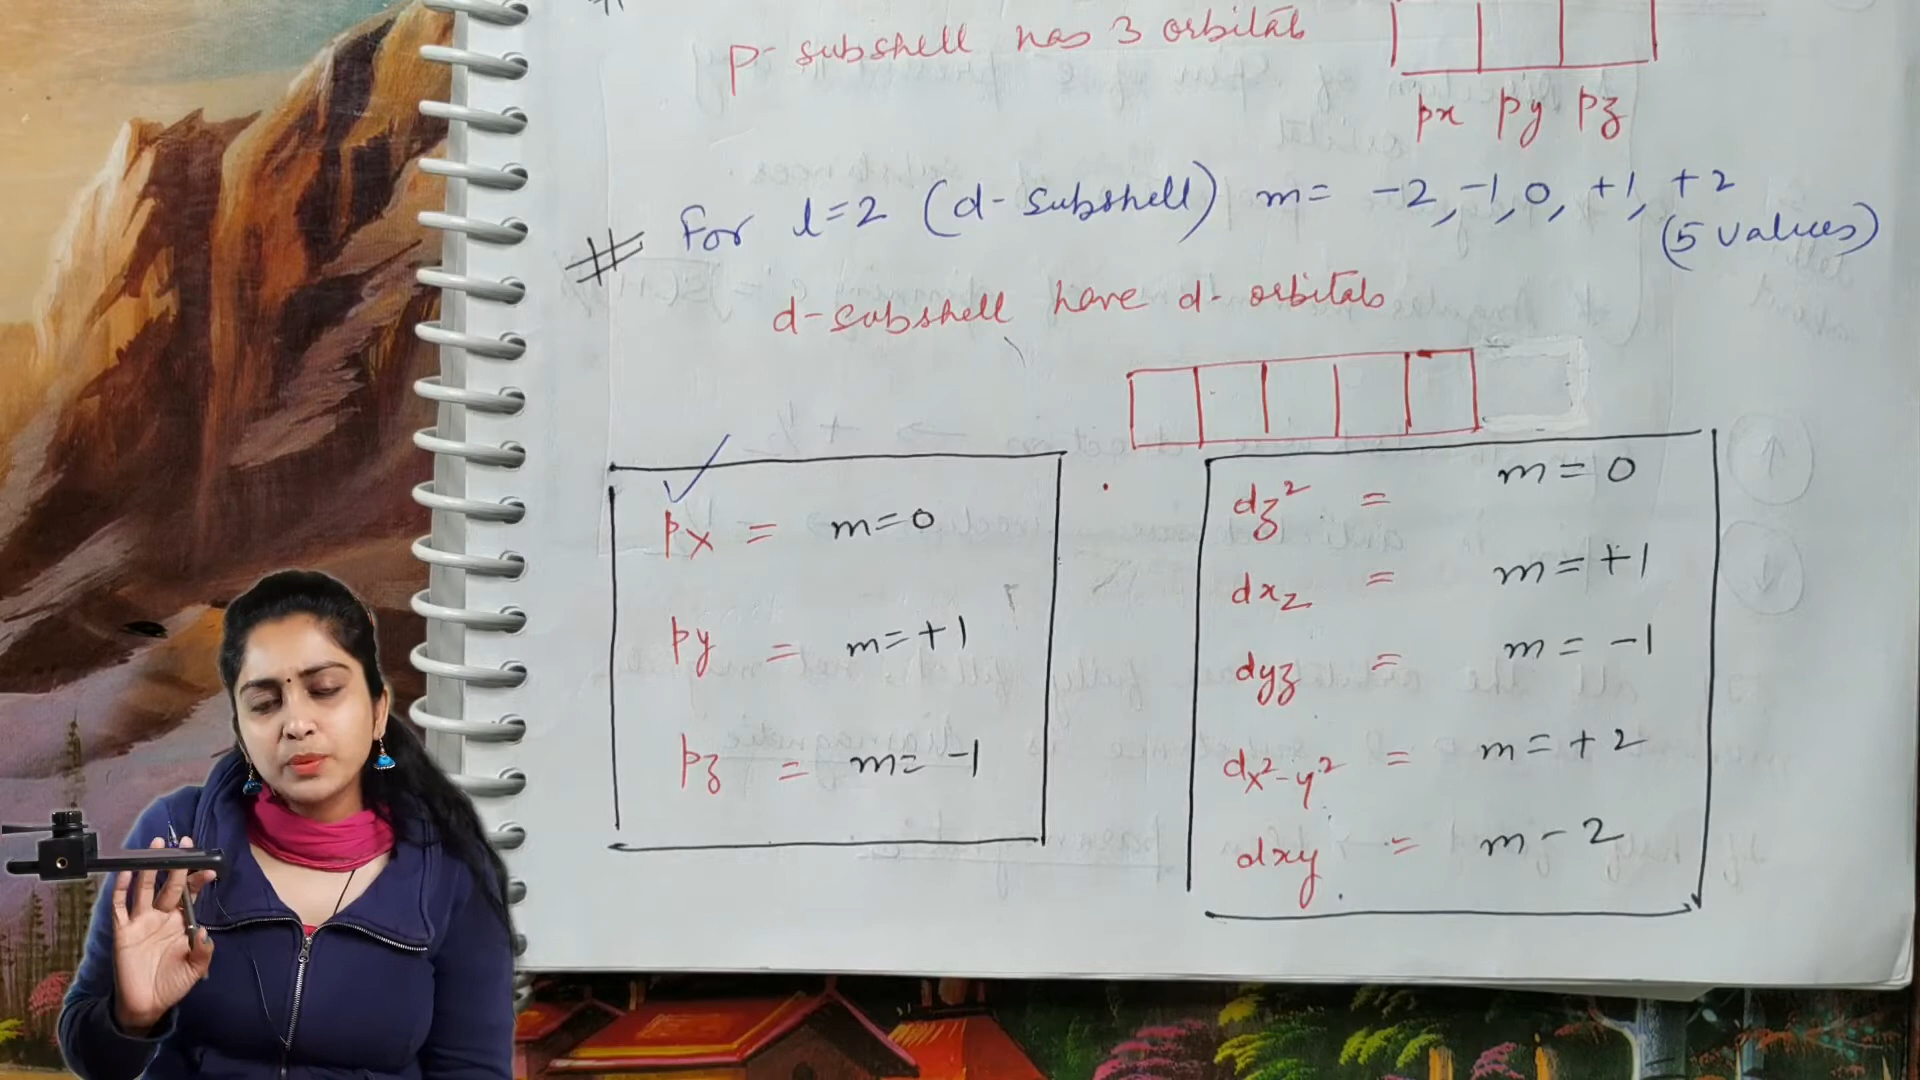 p- subshell has 3 orbitals
px py pz
# For l=2 (d-subshell) m= -2, -1, 0, +1, +2
(5 values)
d-subshell have d- orbitals
px = m=0
py = m=+1
pz = m= -1
dz² = m=0
dxz = m=+1
dyz = m= -1
dx²-y² = m=+2
dxy = m-2